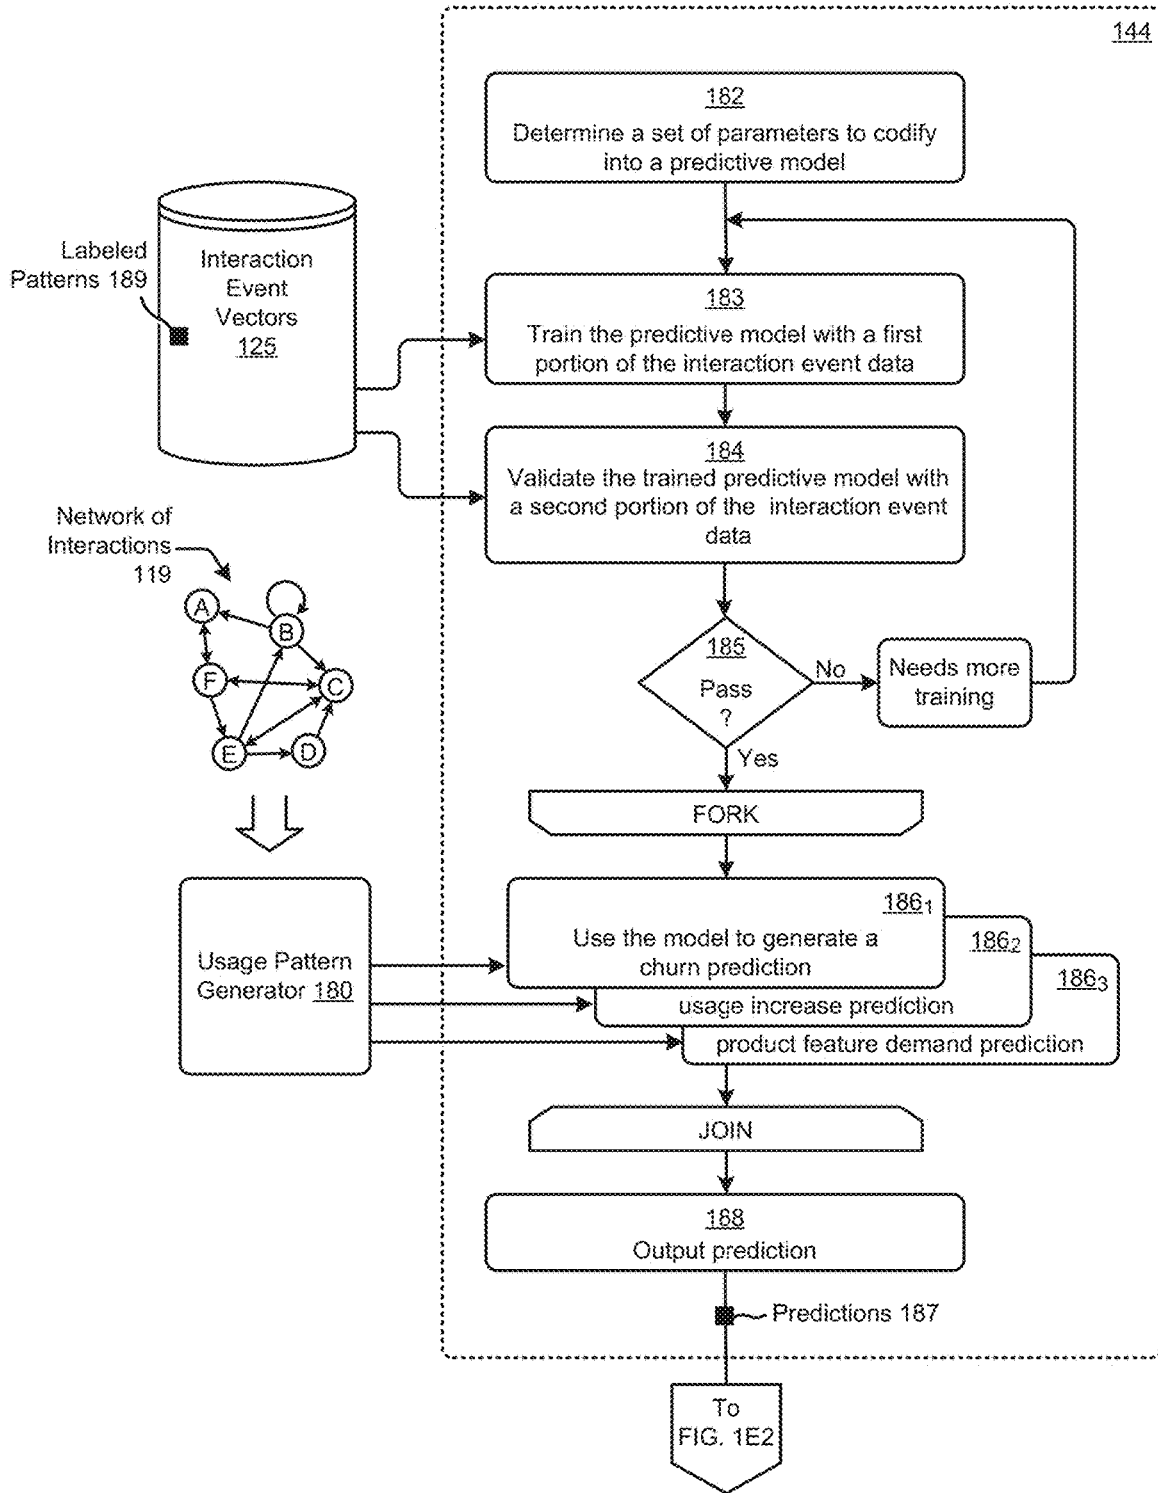 144
182
Determine a set of parameters to codify
into a predictive model
Labeled
Patterns 189
Interaction
Event
Vectors
125
183
Train the predictive model with a first
portion of the interaction event data
184
Validate the trained predictive model with
a second portion of the interaction event
data
Network of
Interactions
119
A
B
F
C
E
D
185
Pass
?
No
Needs more
training
Yes
FORK
Usage Pattern
Generator 180
186₁
Use the model to generate a
churn prediction
186₂
usage increase prediction
186₃
product feature demand prediction
JOIN
188
Output prediction
Predictions 187
To
FIG. 1E2